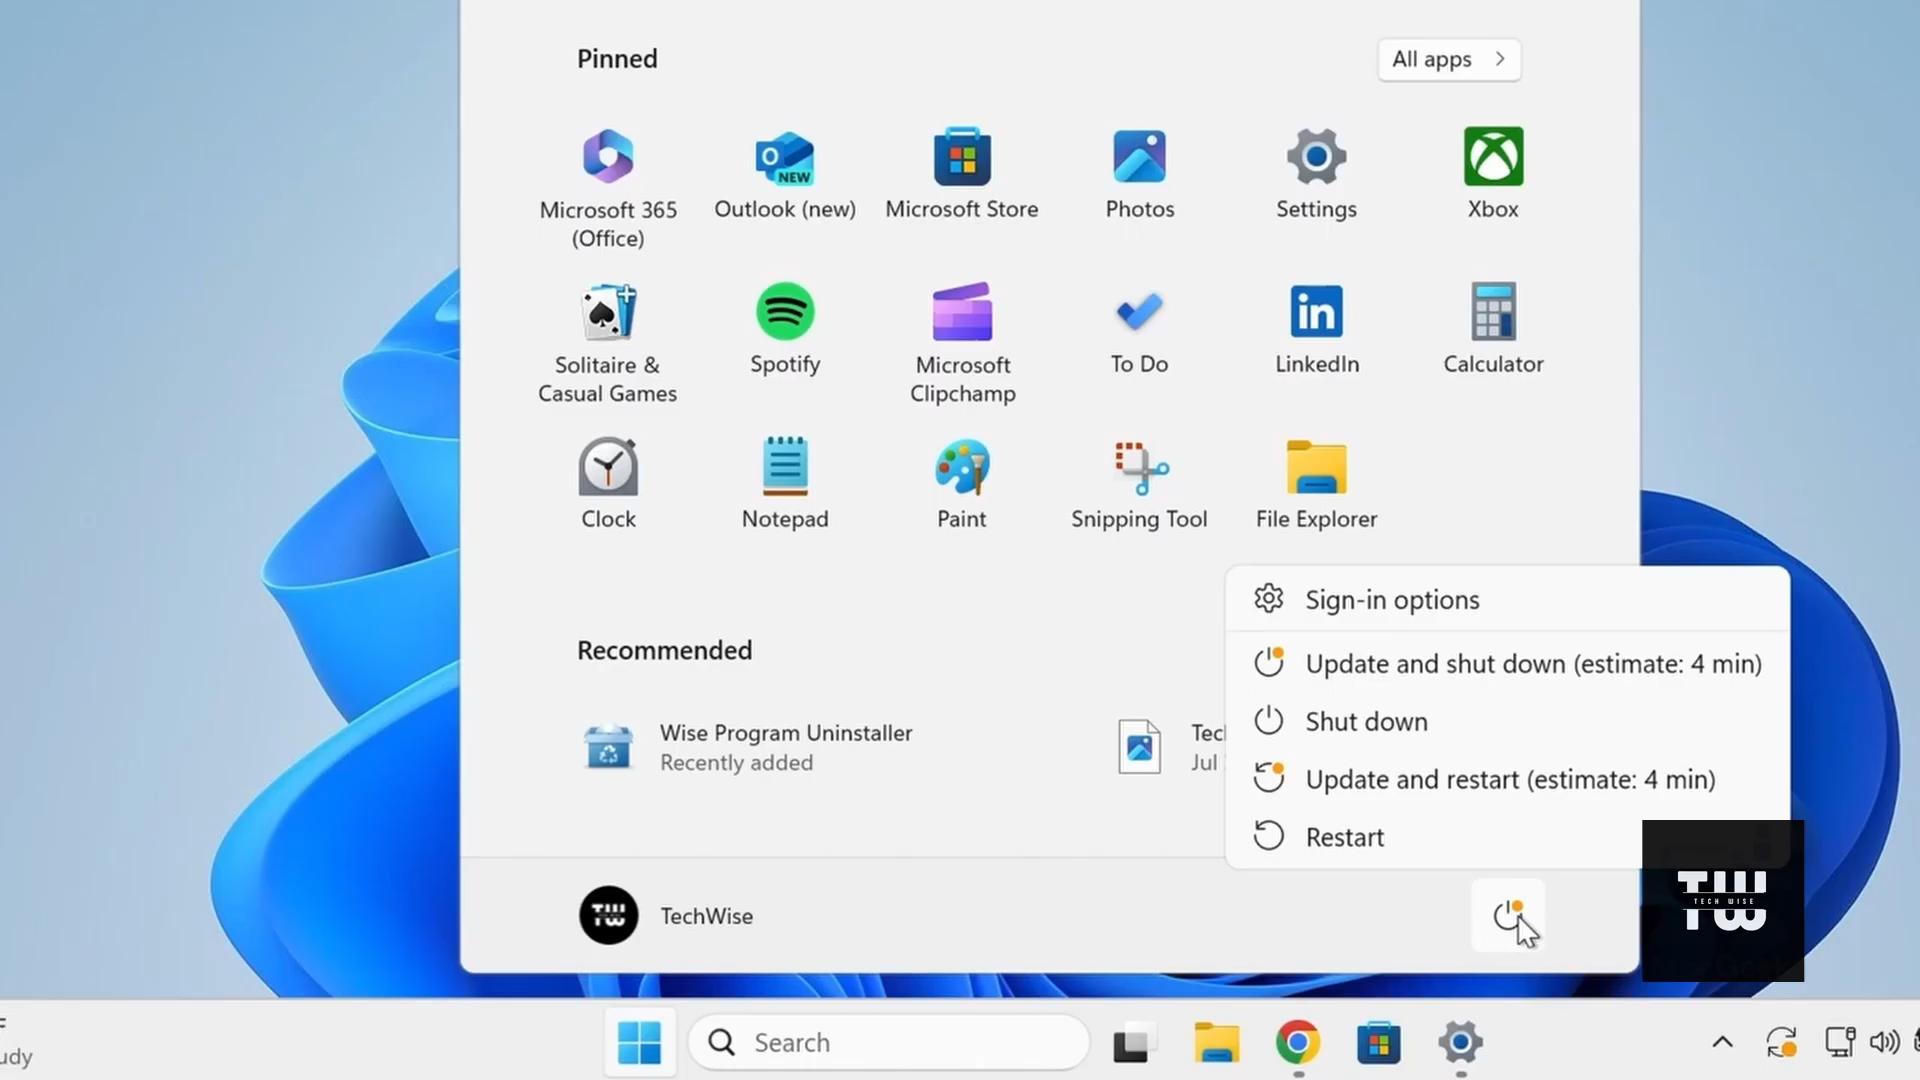 Pinned
All apps
NEW
Microsoft 365
(Office)
Outlook (new)
Microsoft Store
Photos
Settings
Xbox
Solitaire &
Casual Games
Spotify
Microsoft
Clipchamp
To Do
LinkedIn
Calculator
Clock
Notepad
Paint
Snipping Tool
File Explorer
Sign-in options
Update and shut down (estimate: 4 min)
Shut down
Update and restart (estimate: 4 min)
Restart
Recommended
Wise Program Uninstaller
Recently added
Tec
Jul
TW
TechWise
TW
TECH WISE
Search
udy